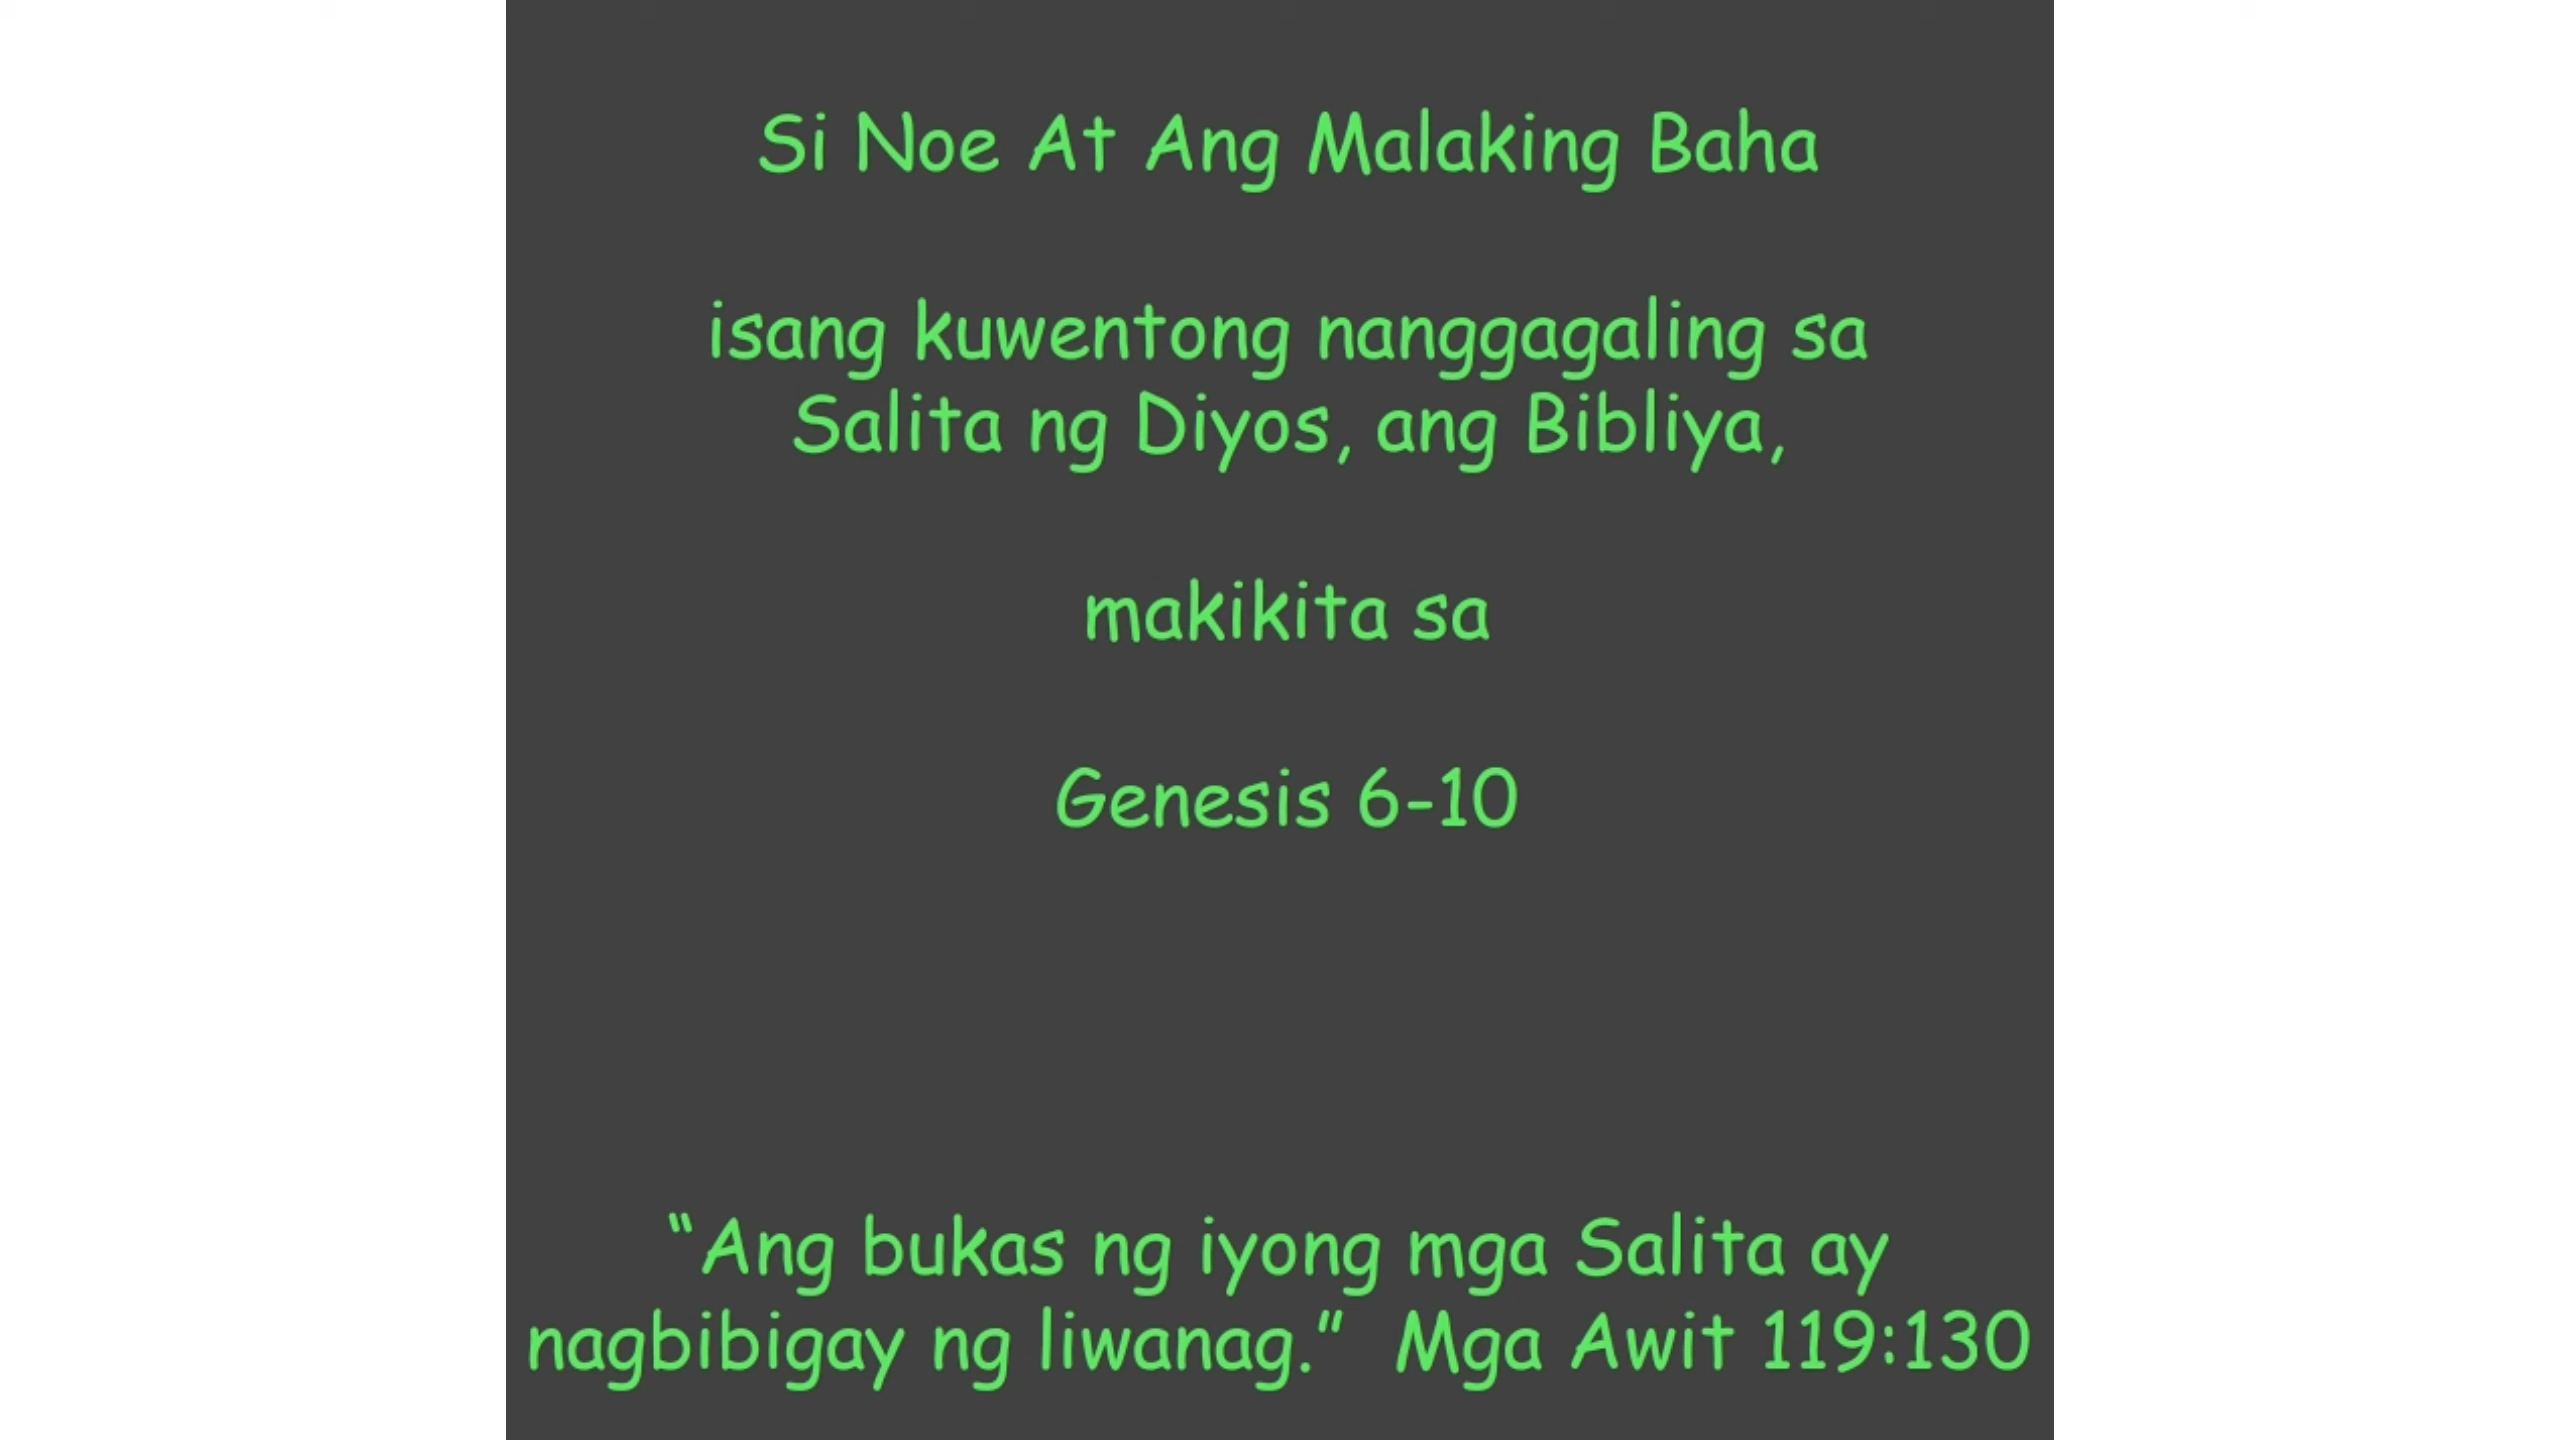 Si Noe At Ang Malaking Baha
isang kuwentong nanggagaling sa
Salita ng Diyos, ang Bibliya,
makikita sa
Genesis 6-10
“Ang bukas ng iyong mga Salita ay
nagbibigay ng liwanag.” Mga Awit 119:130